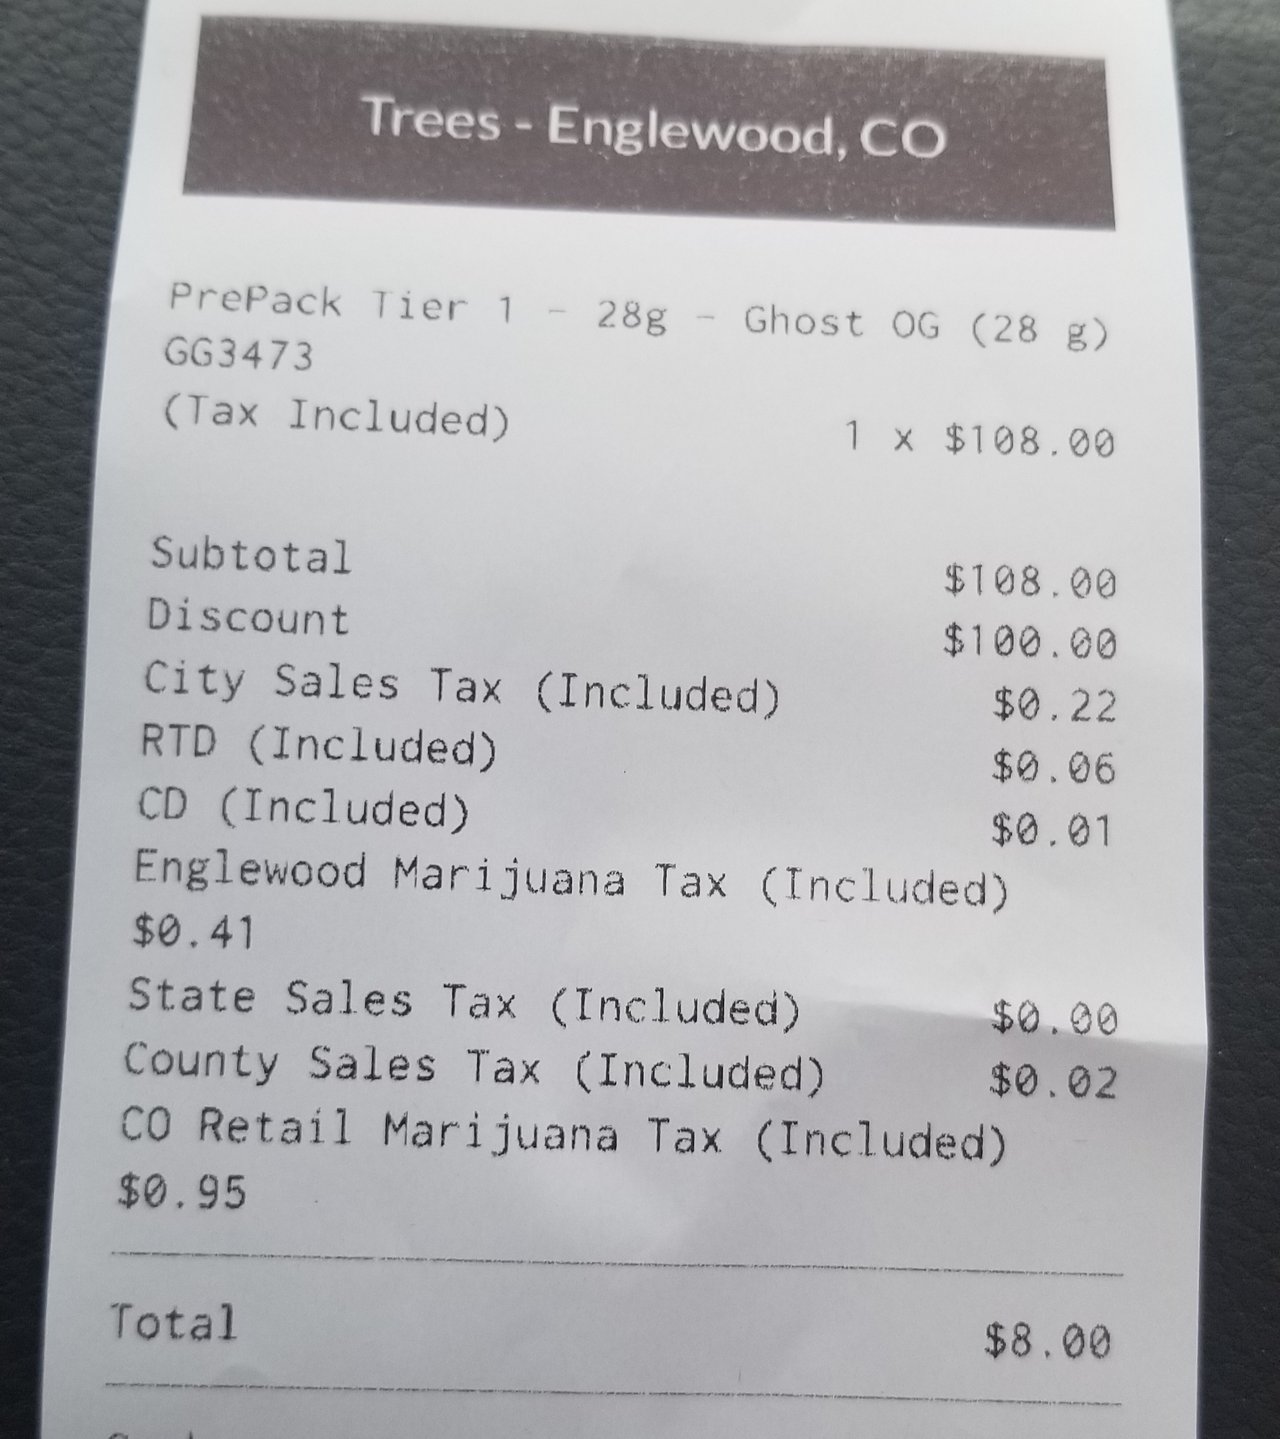 Trees - Englewood, CO
PrePack Tier 1 - 28g - Ghost OG (28 g)
GG3473
(Tax Included) 1 x $108.00
Subtotal $108.00
Discount $100.00
City Sales Tax (Included) $0.22
RTD (Included) $0.06
CD (Included) $0.01
Englewood Marijuana Tax (Included)
$0.41
State Sales Tax (Included) $0.00
County Sales Tax (Included) $0.02
CO Retail Marijuana Tax (Included)
$0.95
Total $8.00